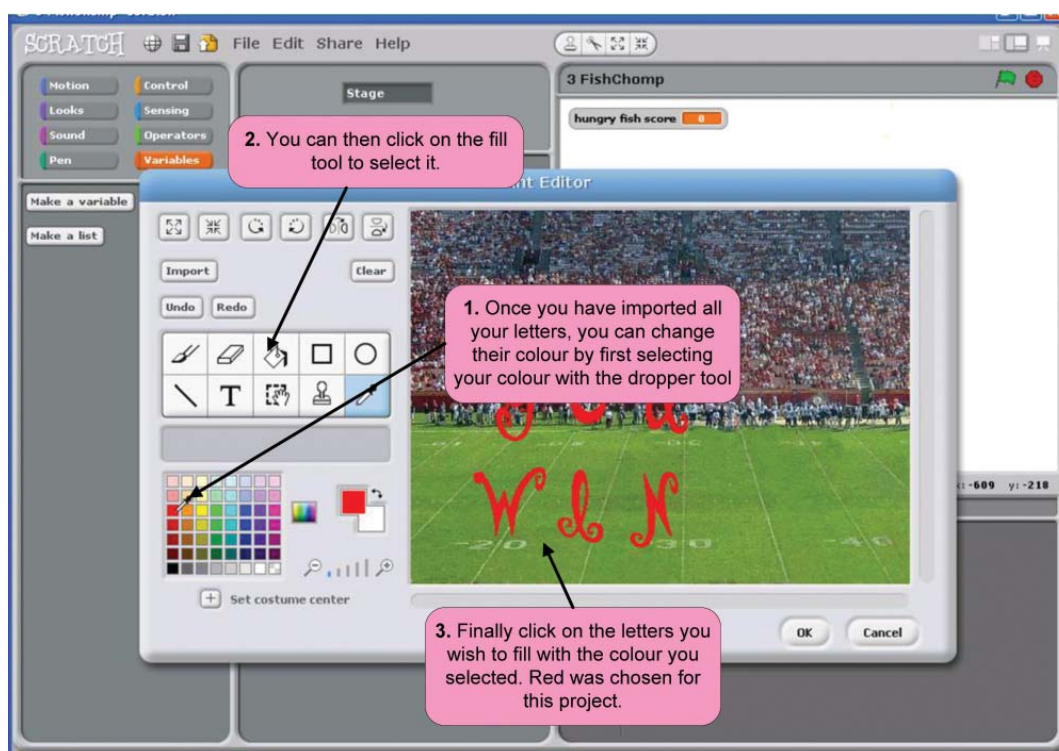 SCRATCH File Edit Share Help
Motion Control
Looks Sensing
Sound Operators
Pen Variables
Make a variable
Make a list
Stage
3 FishChomp
hungry fish score 0
2. You can then click on the fill
tool to select it.
Editor
Import Clear
Undo Redo
T
1. Once you have imported all
your letters, you can change
their colour by first selecting
your colour with the dropper tool
W I N
20 30 40
Set costume center
3. Finally click on the letters you
wish to fill with the colour you
selected. Red was chosen for
this project.
OK Cancel
-609 y: -218